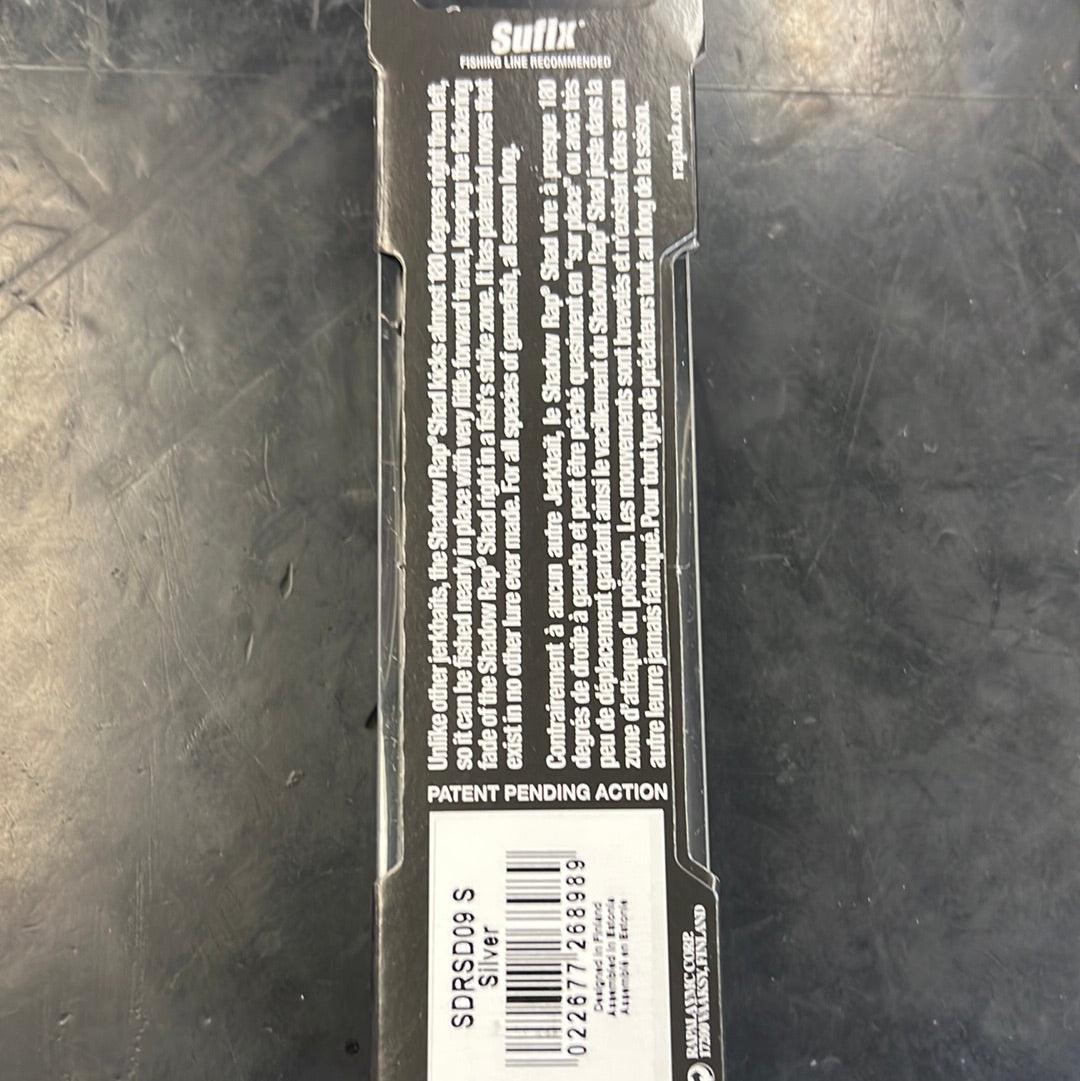 Sufix
FISHING LINE RECOMMENDED
Unlike other jerkbaits, the Shadow Rap® Shad kicks almost 180 degrees right then left,
so it can be fished nearly in place with very little forward travel, keeping the flickering
fade of the Shadow Rap® Shad right in a fish's strike zone. It has patented moves that
exist in no other lure ever made. For all species of gamefish, all season long.
Contrairement à aucun autre Jerkbait, le Shadow Rap® Shad vire à presque 180
degrés de droite à gauche et peut être pêché quasiment en "sur place" ou avec très
peu de déplacement gardant ainsi le vacillement du Shadow Rap® Shad juste dans la
zone d'attaque du poisson. Les mouvements sont brevetés et n'existent dans aucun
autre leurre jamais fabriqué. Pour tout type de prédateurs tout au long de la saison.
rapala.com
PATENT PENDING ACTION
SDRSD09 S
Silver
022677 268989
Designed in Finland
Assembled in Estonia
Assemblé en Estonie
RAPALA VMC CORP.
17200 VÄÄKSY, FINLAND